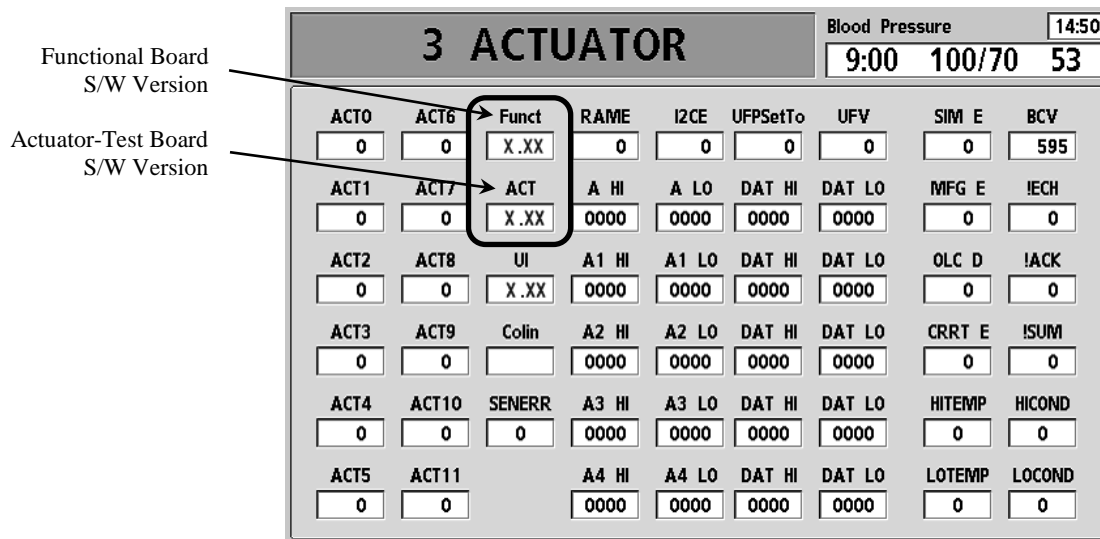 Functional Board
S/W Version
Actuator-Test Board
S/W Version
3 ACTUATOR
Blood Pressure 14:50
9:00 100/70 53
ACT0 ACT6 Funct RAME I2CE UFPSetTo UFV SIM E BCV
0 0 X.XX 0 0 0 0 0 595
ACT1 ACT7 ACT A HI A LO DAT HI DAT LO MFG E !ECH
0 0 X.XX 0000 0000 0000 0000 0 0
ACT2 ACT8 UI A1 HI A1 LO DAT HI DAT LO OLC D !ACK
0 0 X.XX 0000 0000 0000 0000 0 0
ACT3 ACT9 Colin A2 HI A2 LO DAT HI DAT LO CRRT E !SUM
0 0 0000 0000 0000 0000 0 0
ACT4 ACT10 SENERR A3 HI A3 LO DAT HI DAT LO HITEMP HICOND
0 0 0 0000 0000 0000 0000 0 0
ACT5 ACT11 A4 HI A4 LO DAT HI DAT LO LOTEMP LOCOND
0 0 0000 0000 0000 0000 0 0